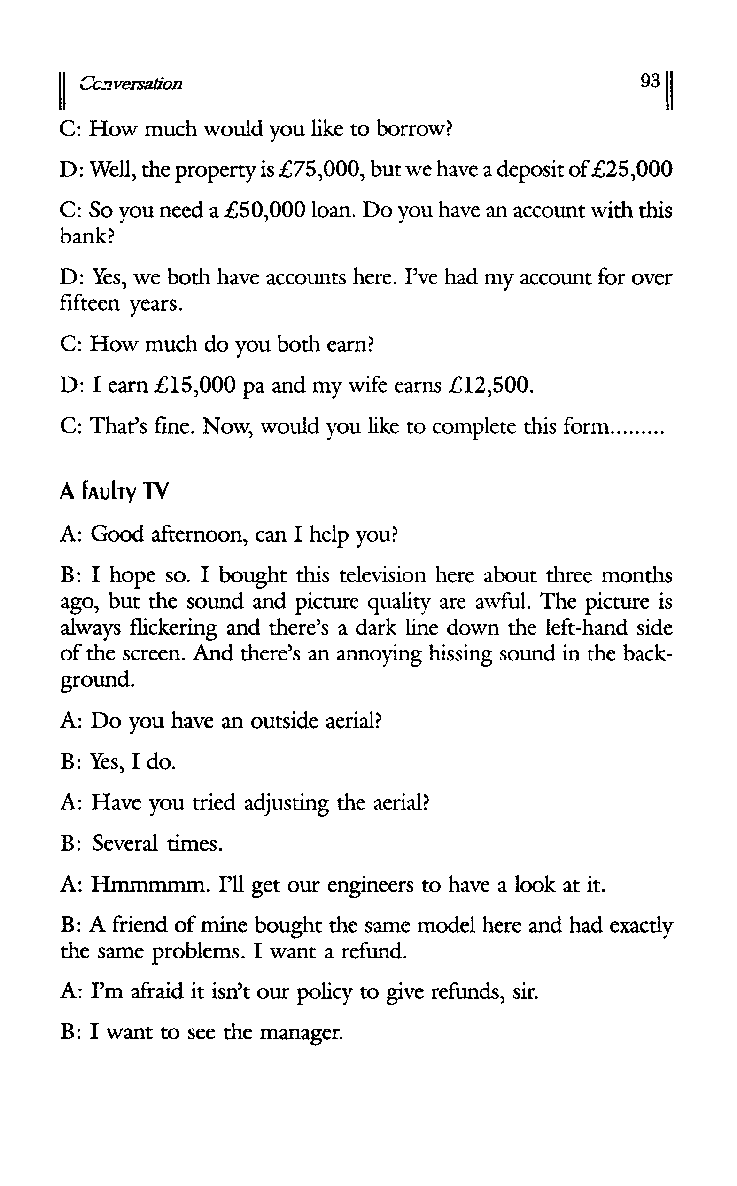 Conversation 93
C: How much would you like to borrow?
D: Well, the property is £75,000, but we have a deposit of £25,000
C: So you need a £50,000 loan. Do you have an account with this
bank?
D: Yes, we both have accounts here. I've had my account for over
fifteen years.
C: How much do you both earn?
D: I earn £15,000 pa and my wife earns £12,500.
C: That's fine. Now, would you like to complete this form.........
A faulty TV
A: Good afternoon, can I help you?
B: I hope so. I bought this television here about three months
ago, but the sound and picture quality are awful. The picture is
always flickering and there's a dark line down the left-hand side
of the screen. And there's an annoying hissing sound in the back-
ground.
A: Do you have an outside aerial?
B: Yes, I do.
A: Have you tried adjusting the aerial?
B: Several times.
A: Hmmmmm. I'll get our engineers to have a look at it.
B: A friend of mine bought the same model here and had exactly
the same problems. I want a refund.
A: I'm afraid it isn't our policy to give refunds, sir.
B: I want to see the manager.